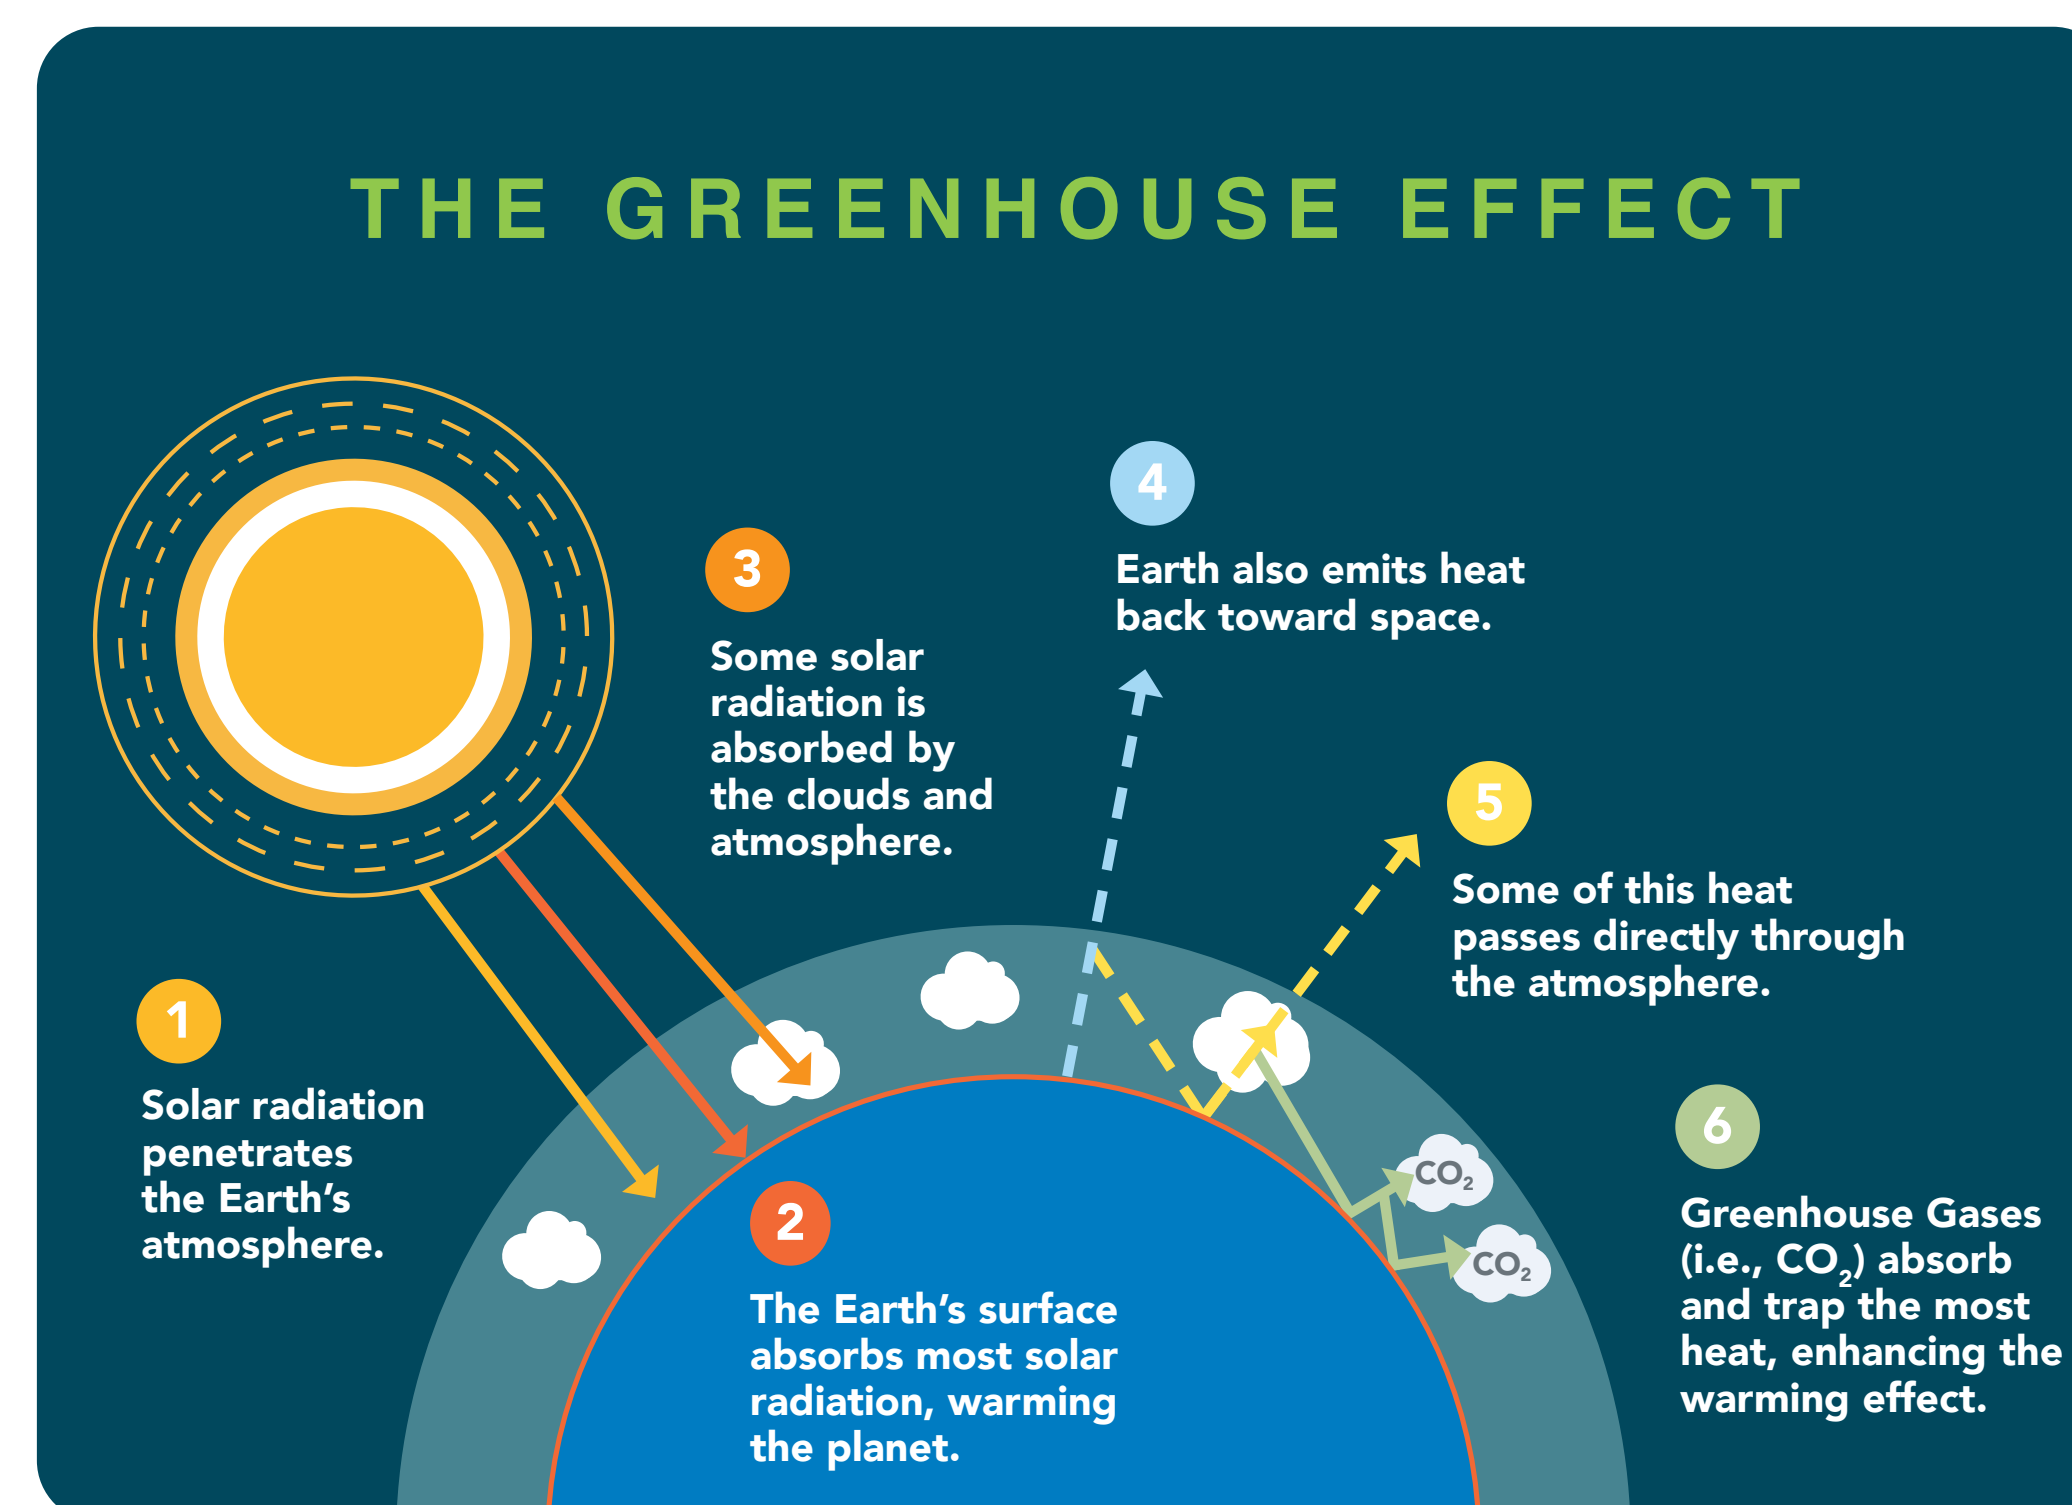 THE GREENHOUSE EFFECT
1
Solar radiation
penetrates
the Earth's
atmosphere.
2
The Earth's surface
absorbs most solar
radiation, warming
the planet.
3
Some solar
radiation is
absorbed by
the clouds and
atmosphere.
4
Earth also emits heat
back toward space.
5
Some of this heat
passes directly through
the atmosphere.
6
Greenhouse Gases
(i.e., CO₂) absorb
and trap the most
heat, enhancing the
warming effect.
CO₂
CO₂